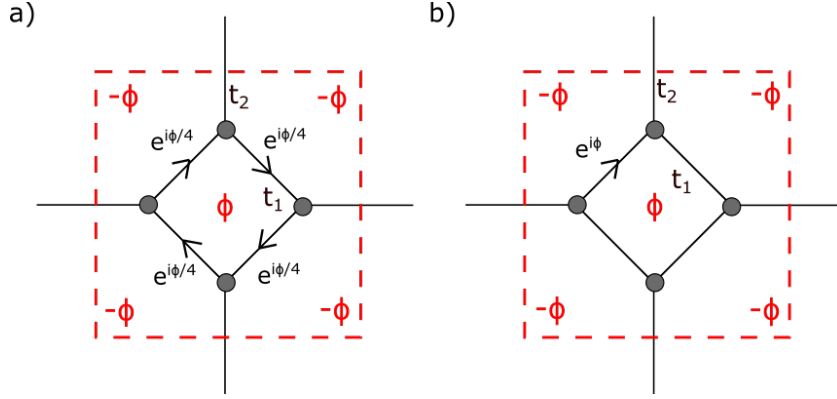 a)
-ϕ
-ϕ
t₂
e^{iϕ/4}
e^{iϕ/4}
ϕ
t₁
e^{iϕ/4}
e^{iϕ/4}
-ϕ
-ϕ
b)
-ϕ
-ϕ
t₂
e^{iϕ}
t₁
ϕ
-ϕ
-ϕ